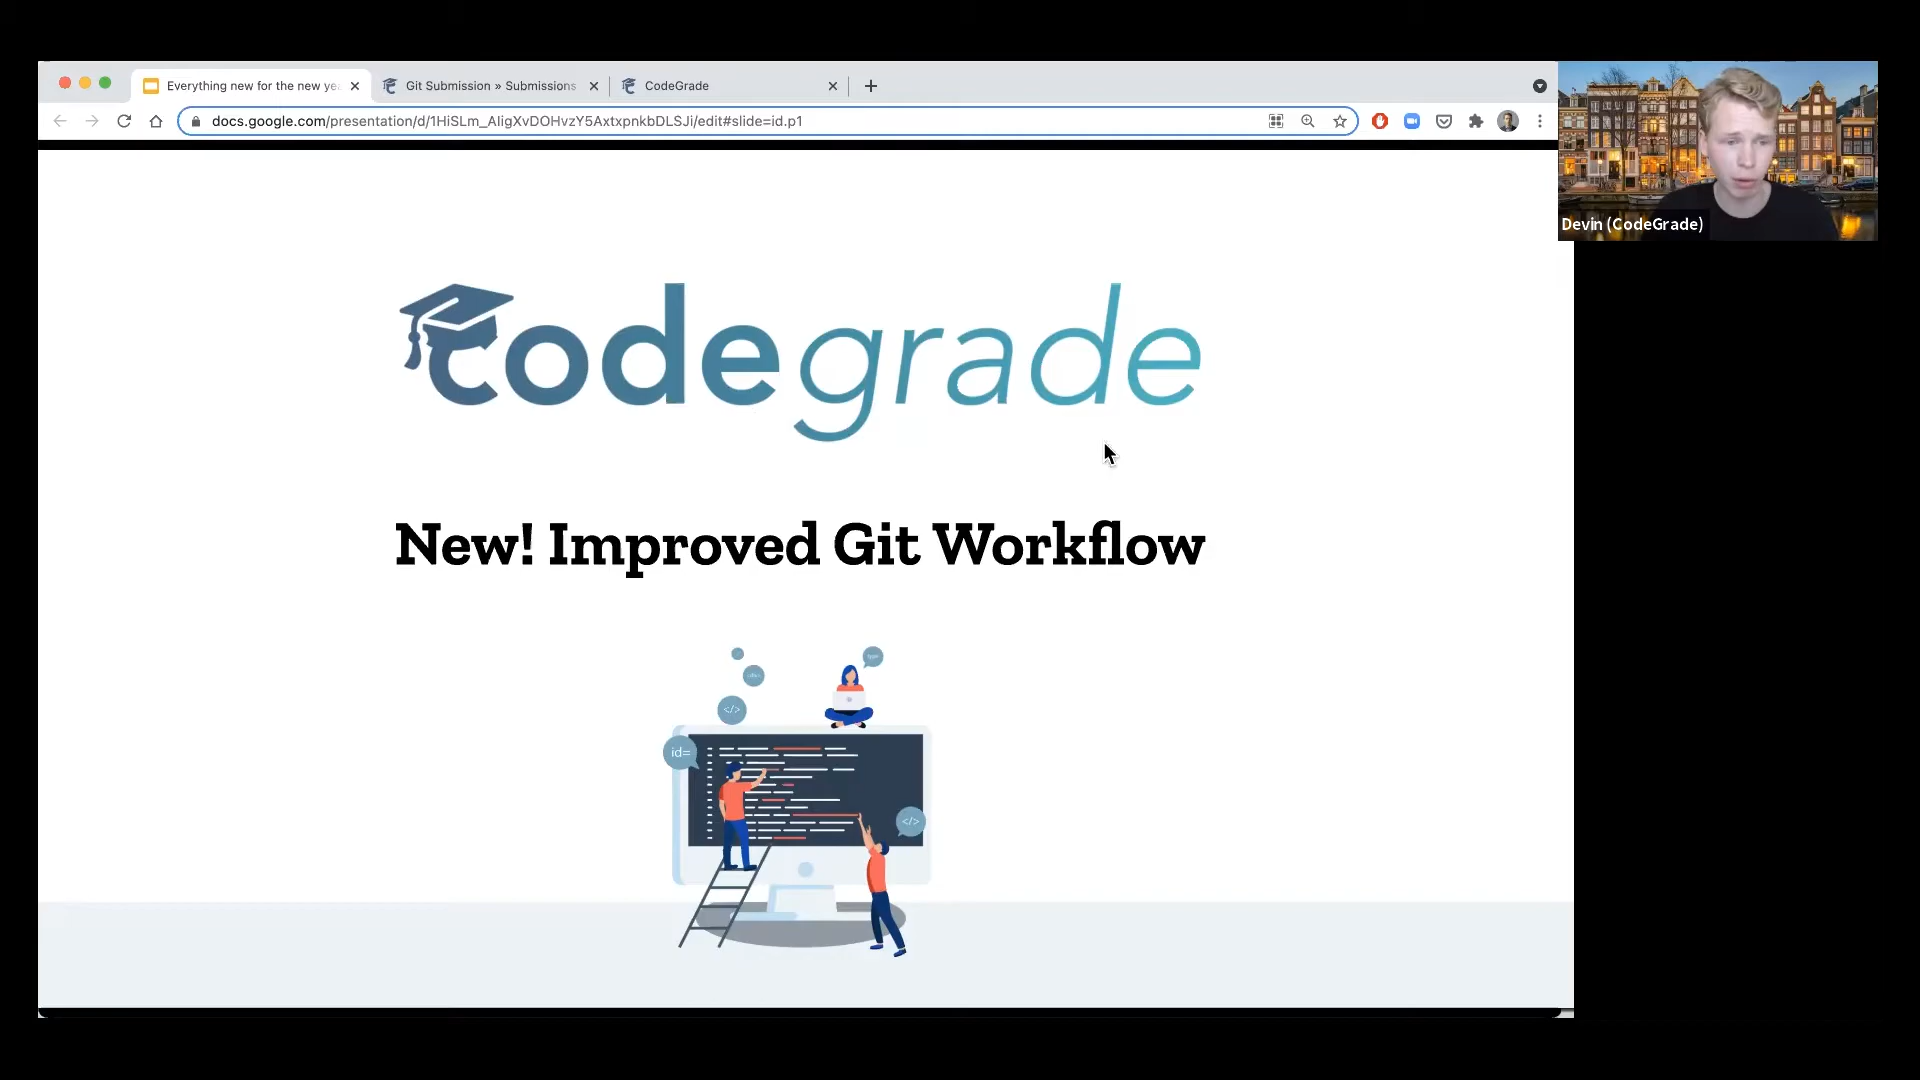 Everything new for the new ye
Git Submission » Submissions
CodeGrade
docs.google.com/presentation/d/1HiSLm_AIigXvDOHvzY5AxtxpnkbDLSJi/edit#slide=id.p1
Devin (CodeGrade)
codegrade
New! Improved Git Workflow
</>
id=
</>